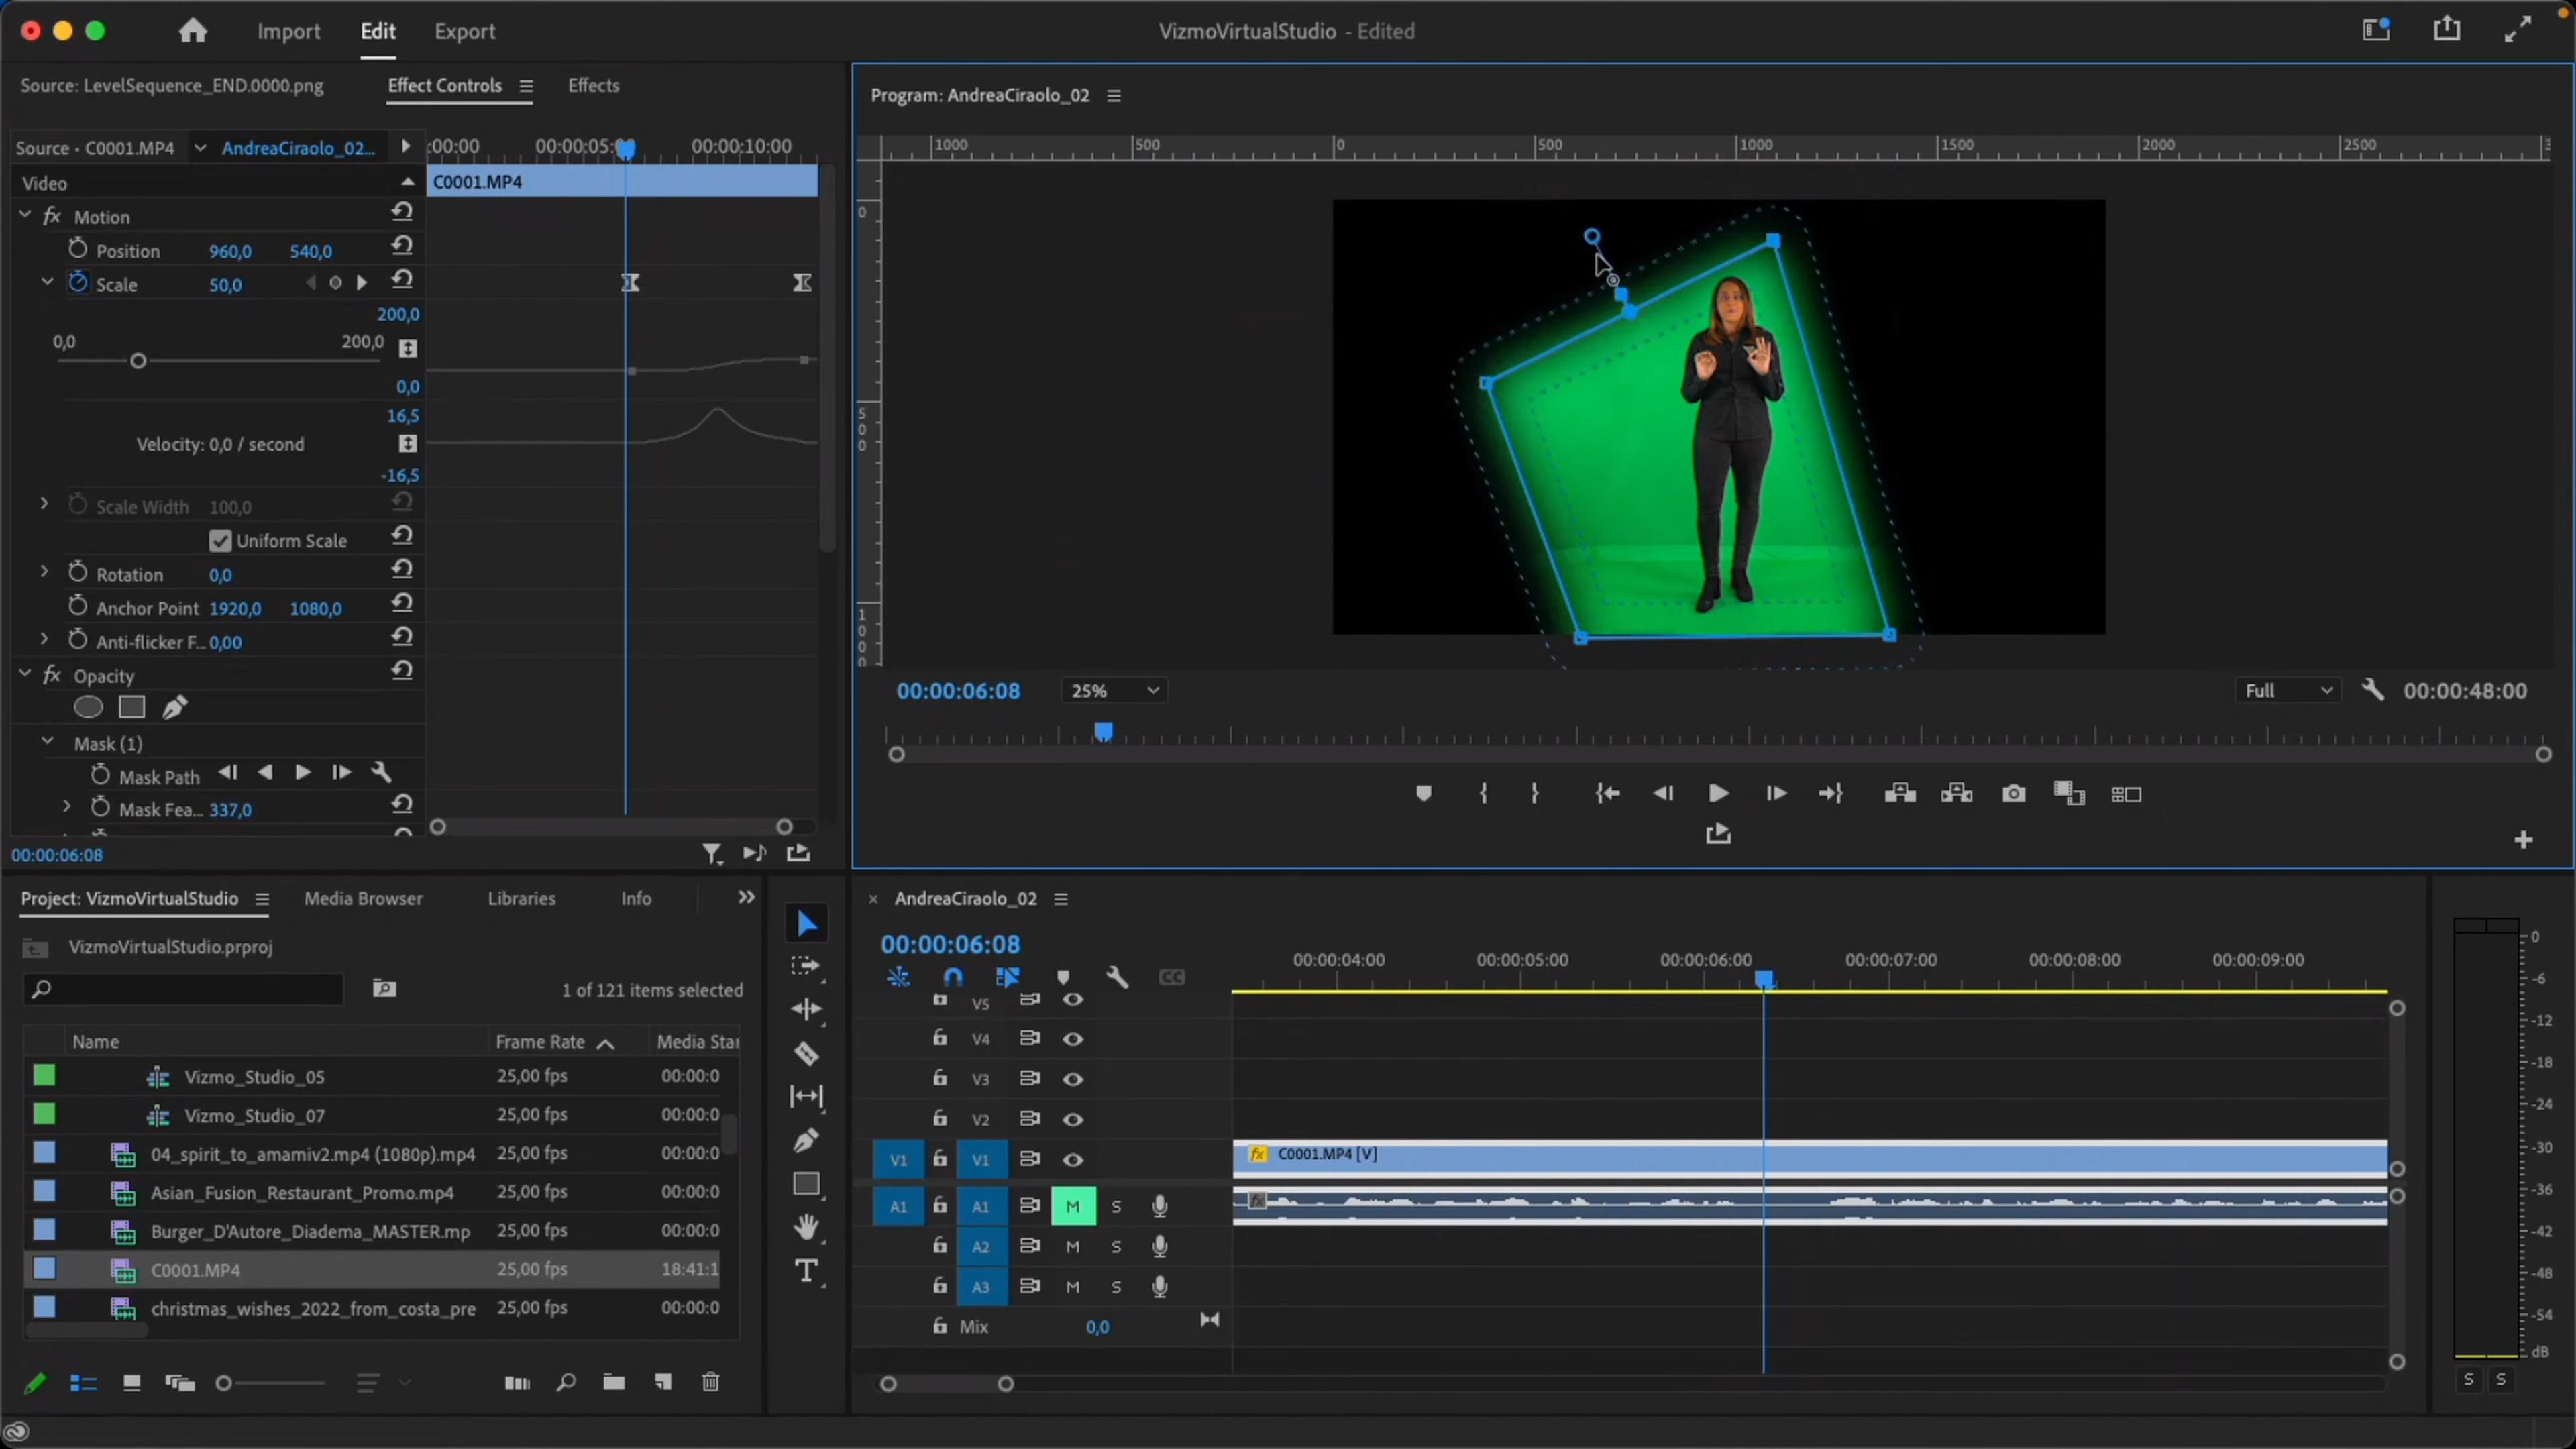 Import
Edit
Export
VizmoVirtualStudio - Edited
Source: LevelSequence_END.0000.png
Effect Controls
Effects
Source • C0001.MP4
AndreaCiraolo_02...
:00:00
00:00:05:00
00:00:10:00
Video
C0001.MP4
fx Motion
Position 960,0 540,0
Scale 50,0
200,0
0,0
200,0
0,0
16,5
Velocity: 0,0 / second
-16,5
Scale Width 100,0
Uniform Scale
Rotation 0,0
Anchor Point 1920,0 1080,0
Anti-flicker F... 0,00
fx Opacity
Mask (1)
Mask Path
Mask Fea... 337,0
00:00:06:08
Program: AndreaCiraolo_02
1000 500 0 500 1000 1500 2000 2500
0
500
1000
00:00:06:08
25%
Full
00:00:48:00
Project: VizmoVirtualStudio
Media Browser
Libraries
Info
VizmoVirtualStudio.prproj
1 of 121 items selected
Name Frame Rate Media Star
Vizmo_Studio_05 25,00 fps 00:00:0
Vizmo_Studio_07 25,00 fps 00:00:0
04_spirit_to_amamiv2.mp4 (1080p).mp4 25,00 fps 00:00:0
Asian_Fusion_Restaurant_Promo.mp4 25,00 fps 00:00:0
Burger_D'Autore_Diadema_MASTER.mp 25,00 fps 00:00:0
C0001.MP4 25,00 fps 18:41:1
christmas_wishes_2022_from_costa_pre 25,00 fps 00:00:0
T
AndreaCiraolo_02
00:00:06:08
00:00:04:00 00:00:05:00 00:00:06:00 00:00:07:00 00:00:08:00 00:00:09:00
CC
V5
V4
V3
V2
V1 V1
fx C0001.MP4 [V]
A1 A1 M S
fx
A2 M S
A3 M S
Mix 0,0
0
-6
-12
-18
-24
-30
-36
-42
-48
-54
dB
S S